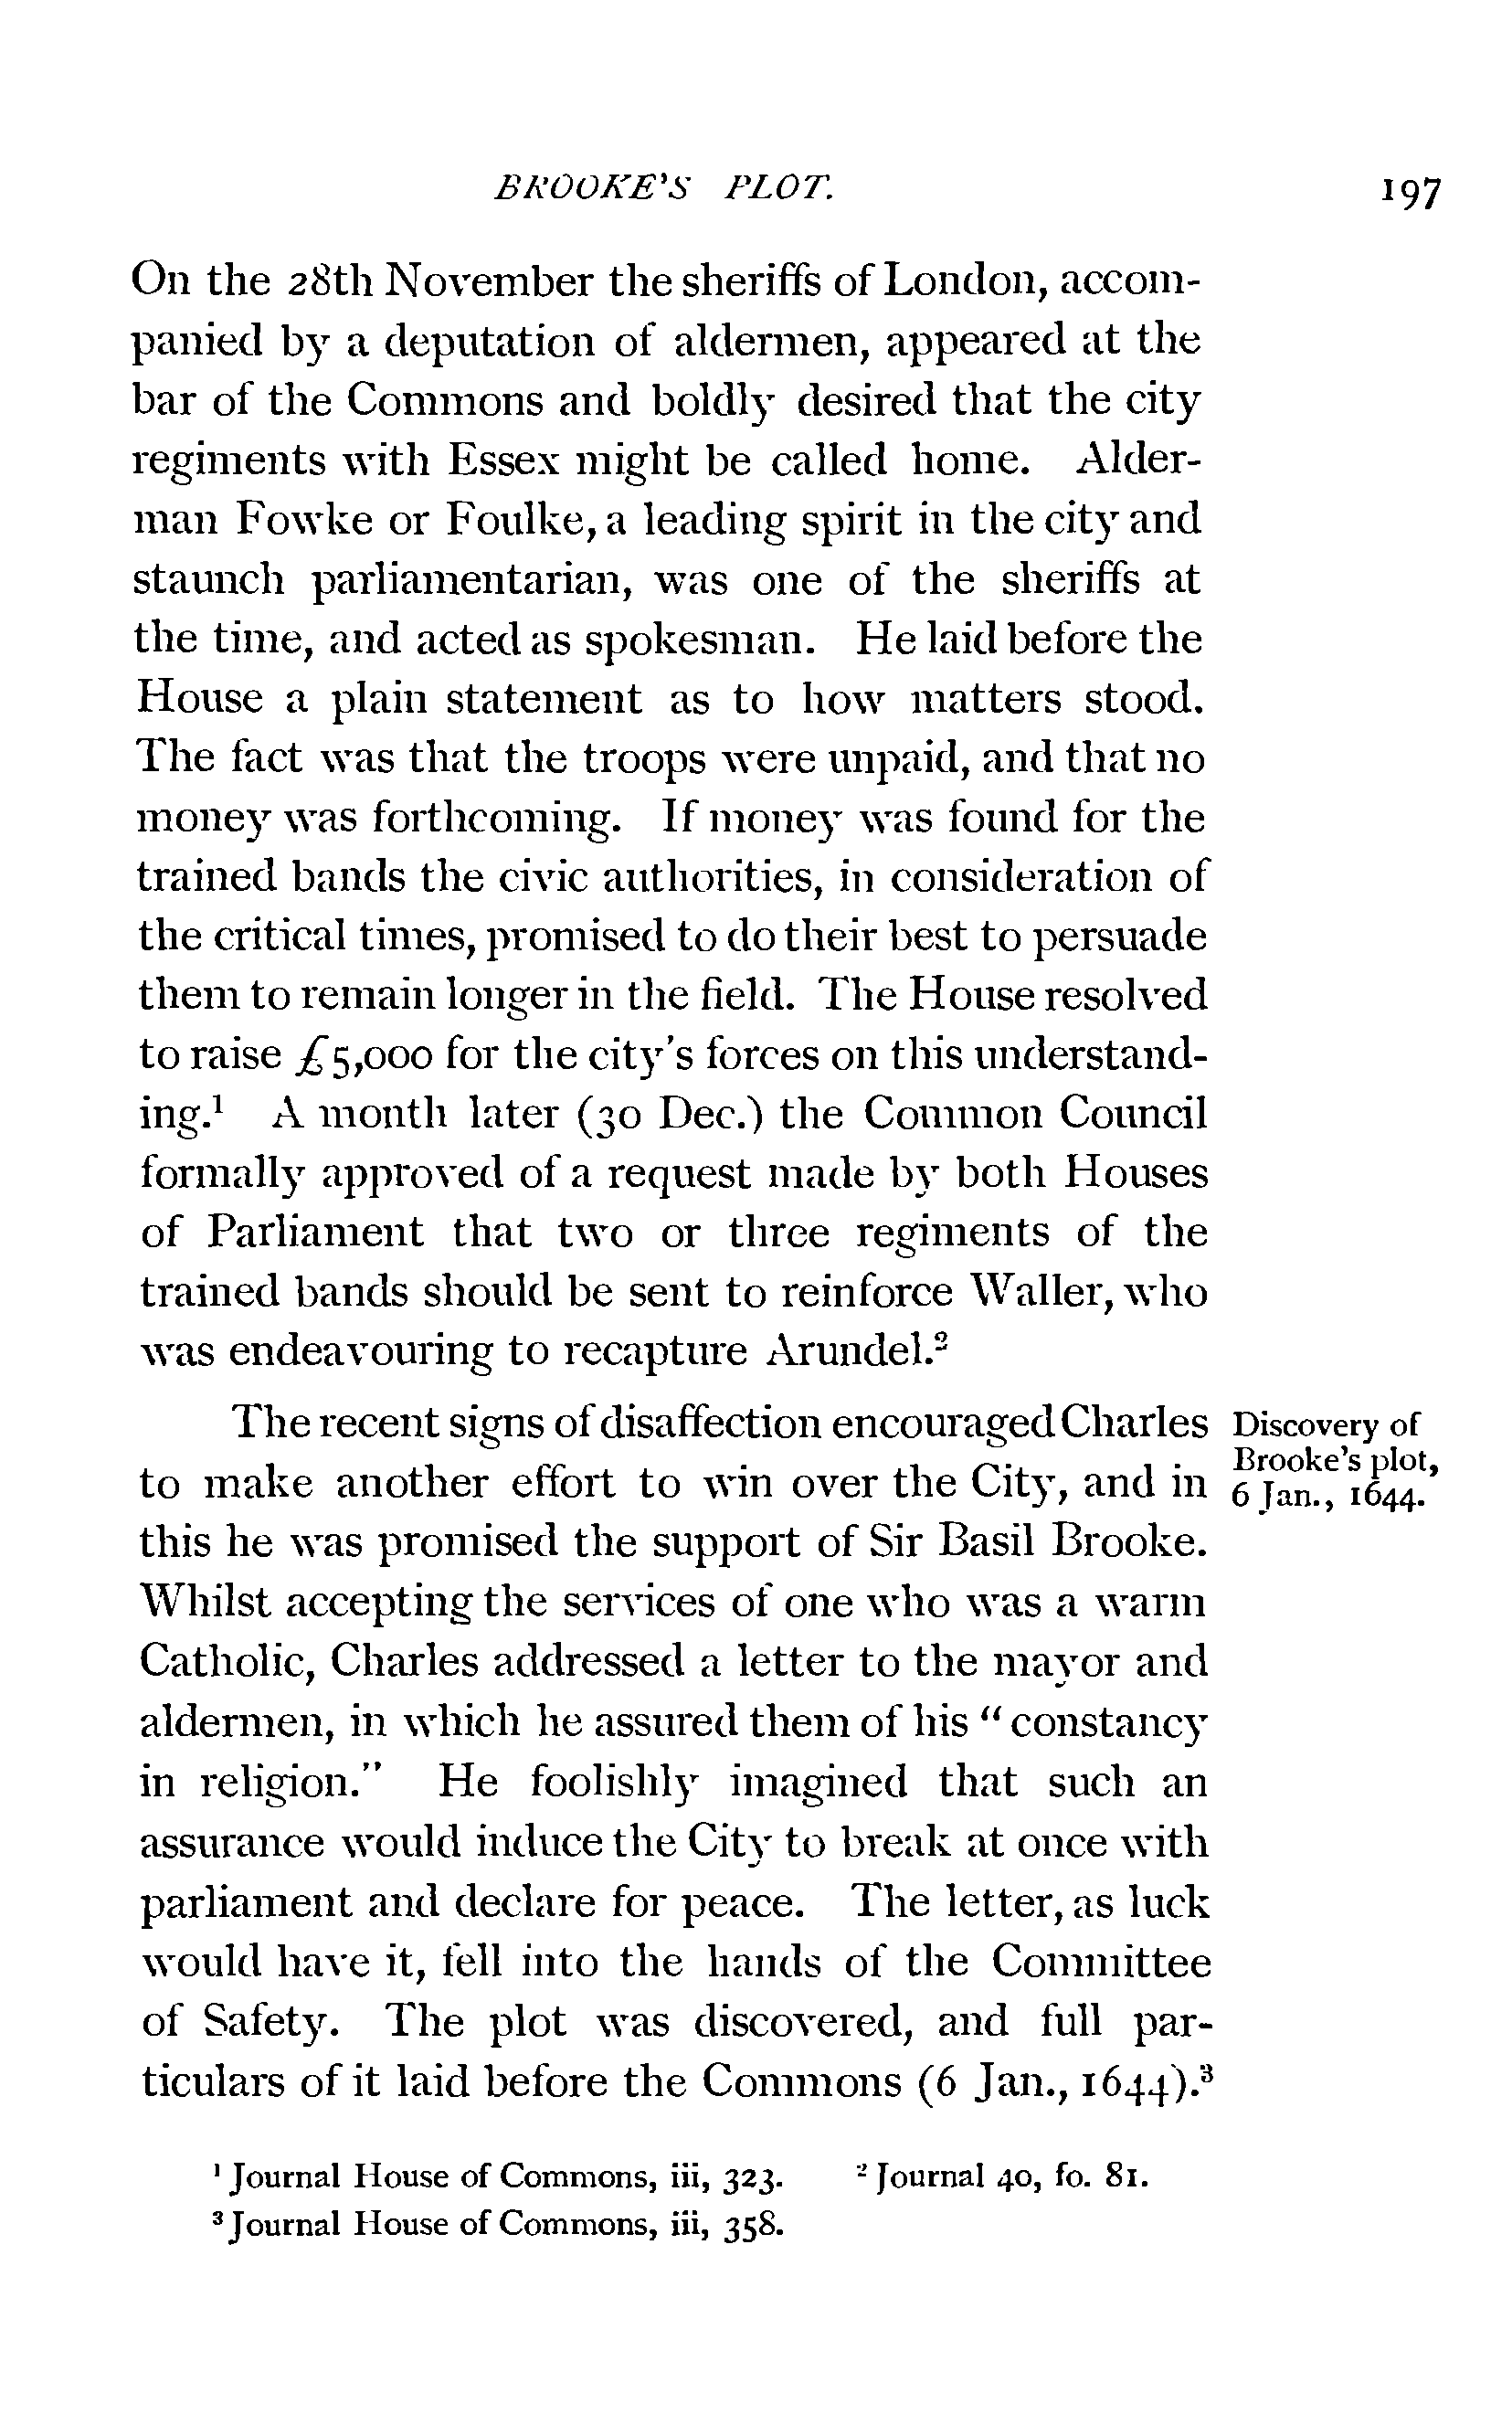 BROOKE'S PLOT. 197
On the 28th November the sheriffs of London, accom-
panied by a deputation of aldermen, appeared at the
bar of the Commons and boldly desired that the city
regiments with Essex might be called home. Alder-
man Fowke or Foulke, a leading spirit in the city and
staunch parliamentarian, was one of the sheriffs at
the time, and acted as spokesman. He laid before the
House a plain statement as to how matters stood.
The fact was that the troops were unpaid, and that no
money was forthcoming. If money was found for the
trained bands the civic authorities, in consideration of
the critical times, promised to do their best to persuade
them to remain longer in the field. The House resolved
to raise £5,000 for the city's forces on this understand-
ing.¹ A month later (30 Dec.) the Common Council
formally approved of a request made by both Houses
of Parliament that two or three regiments of the
trained bands should be sent to reinforce Waller, who
was endeavouring to recapture Arundel.²
The recent signs of disaffection encouraged Charles
to make another effort to win over the City, and in
this he was promised the support of Sir Basil Brooke.
Whilst accepting the services of one who was a warm
Catholic, Charles addressed a letter to the mayor and
aldermen, in which he assured them of his "constancy
in religion." He foolishly imagined that such an
assurance would induce the City to break at once with
parliament and declare for peace. The letter, as luck
would have it, fell into the hands of the Committee
of Safety. The plot was discovered, and full par-
ticulars of it laid before the Commons (6 Jan., 1644).³
Discovery of
Brooke's plot,
6 Jan., 1644.
¹ Journal House of Commons, iii, 323. ² Journal 40, fo. 81.
³ Journal House of Commons, iii, 358.